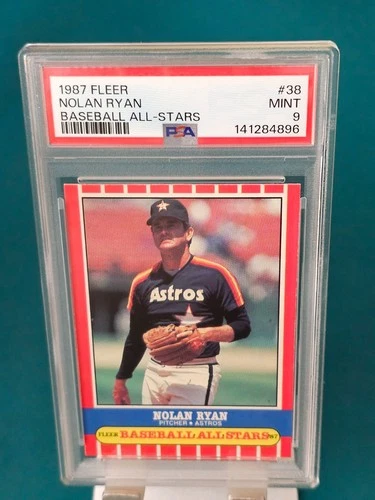 1987 FLEER #38
NOLAN RYAN MINT
BASEBALL ALL-STARS 9
PSA 141284896
Astros
NOLAN RYAN
PITCHER ★ ASTROS
FLEER BASEBALL ALL STARS '87